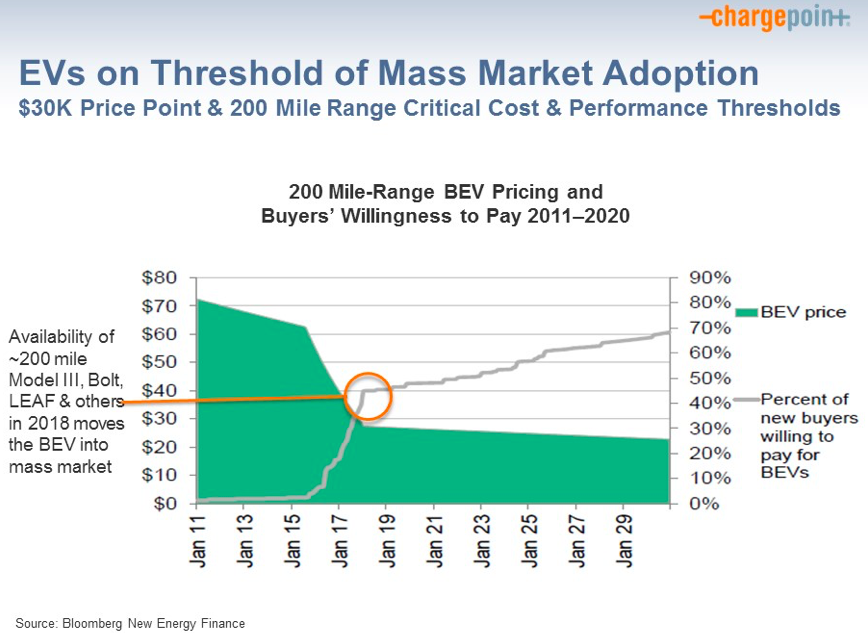 chargepoin+
EVs on Threshold of Mass Market Adoption
$30K Price Point & 200 Mile Range Critical Cost & Performance Thresholds
200 Mile-Range BEV Pricing and
Buyers’ Willingness to Pay 2011–2020
Availability of
~200 mile
Model III, Bolt,
LEAF & others
in 2018 moves
the BEV into
mass market
$80
$70
$60
$50
$40
$30
$20
$10
$0
90%
80%
70%
60%
50%
40%
30%
20%
10%
0%
Jan 11
Jan 13
Jan 15
Jan 17
Jan 19
Jan 21
Jan 23
Jan 25
Jan 27
Jan 29
BEV price
Percent of
new buyers
willing to
pay for
BEVs
Source: Bloomberg New Energy Finance